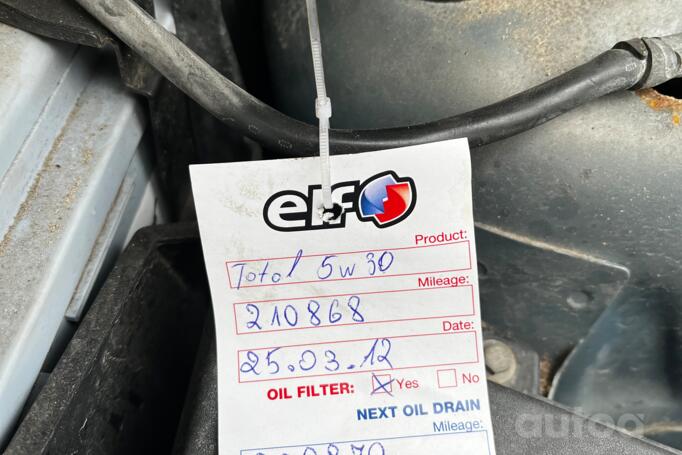 elf
Product:
Total 5w30
Mileage:
210868
Date:
25.03.12
OIL FILTER: Yes No
NEXT OIL DRAIN
Mileage:
autoa